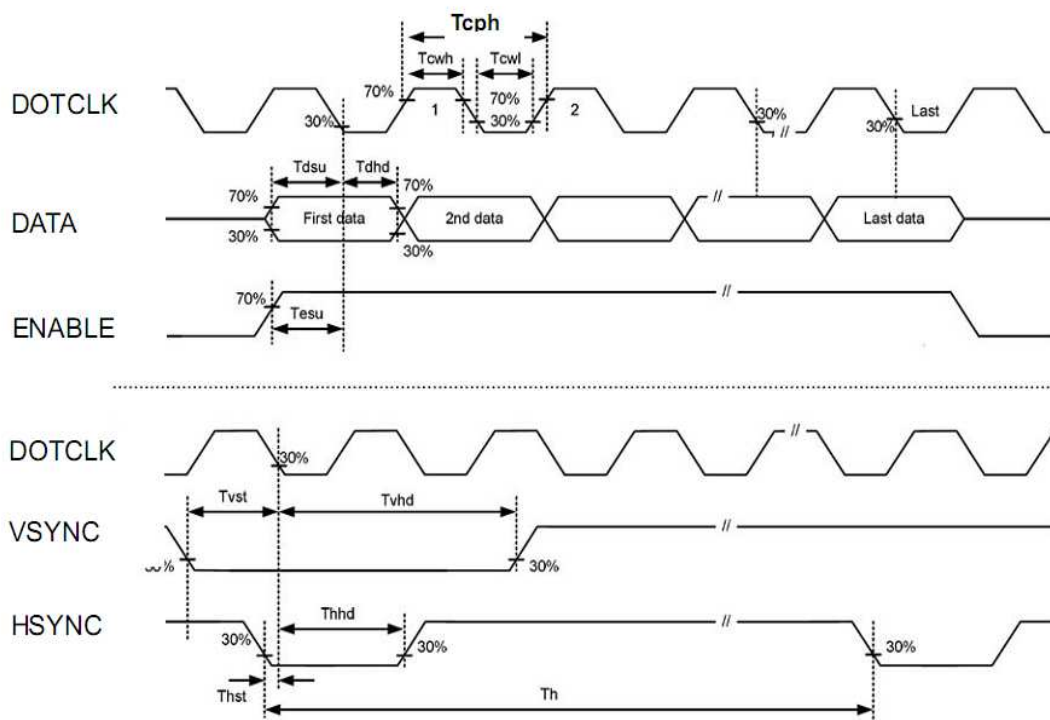 Tcph
Tcwh Tcwl
DOTCLK 70% 1 70% 2 30% Last
30% 30% 30%
Tdsu Tdhd
70% 70% //
DATA First data 2nd data // Last data
30% 30%
70% //
ENABLE Tesu
DOTCLK 30% //
Tvst Tvhd
VSYNC //
% 30%
HSYNC Thhd //
30% 30% 30%
Thst Th